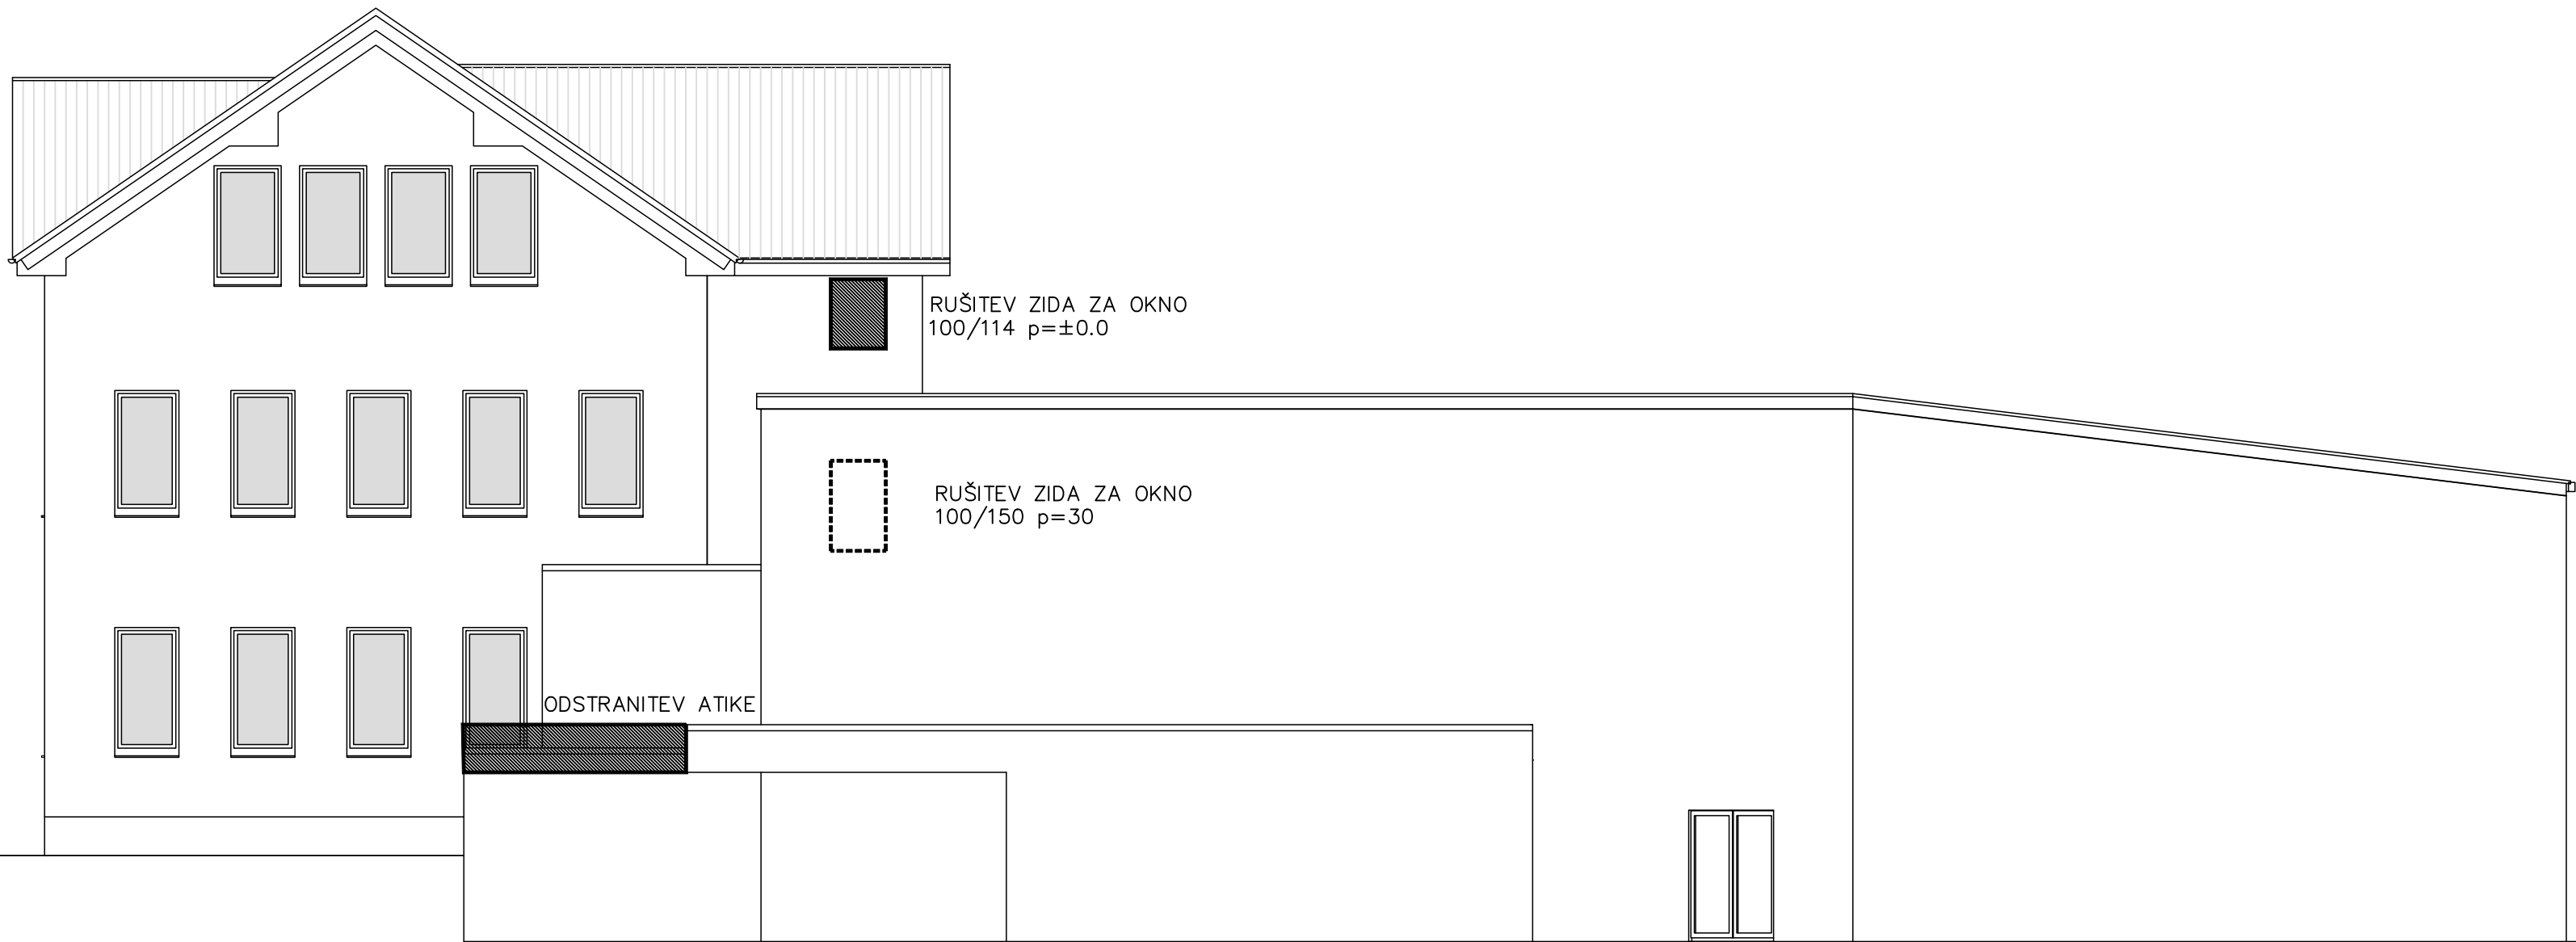 RUŠITEV ZIDA ZA OKNO
100/114 p=±0.0
RUŠITEV ZIDA ZA OKNO
100/150 p=30
ODSTRANITEV ATIKE